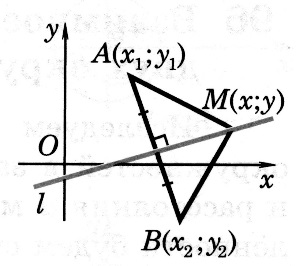 y
A(x₁;y₁)
M(x;y)
O
x
l
B(x₂;y₂)